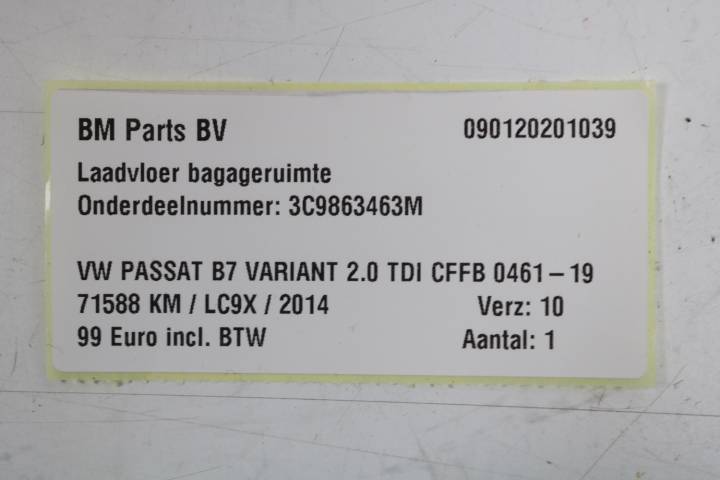 BM Parts BV 090120201039
Laadvloer bagageruimte
Onderdeelnummer: 3C9863463M
VW PASSAT B7 VARIANT 2.0 TDI CFFB 0461-19
71588 KM / LC9X / 2014 Verz: 10
99 Euro incl. BTW Aantal: 1